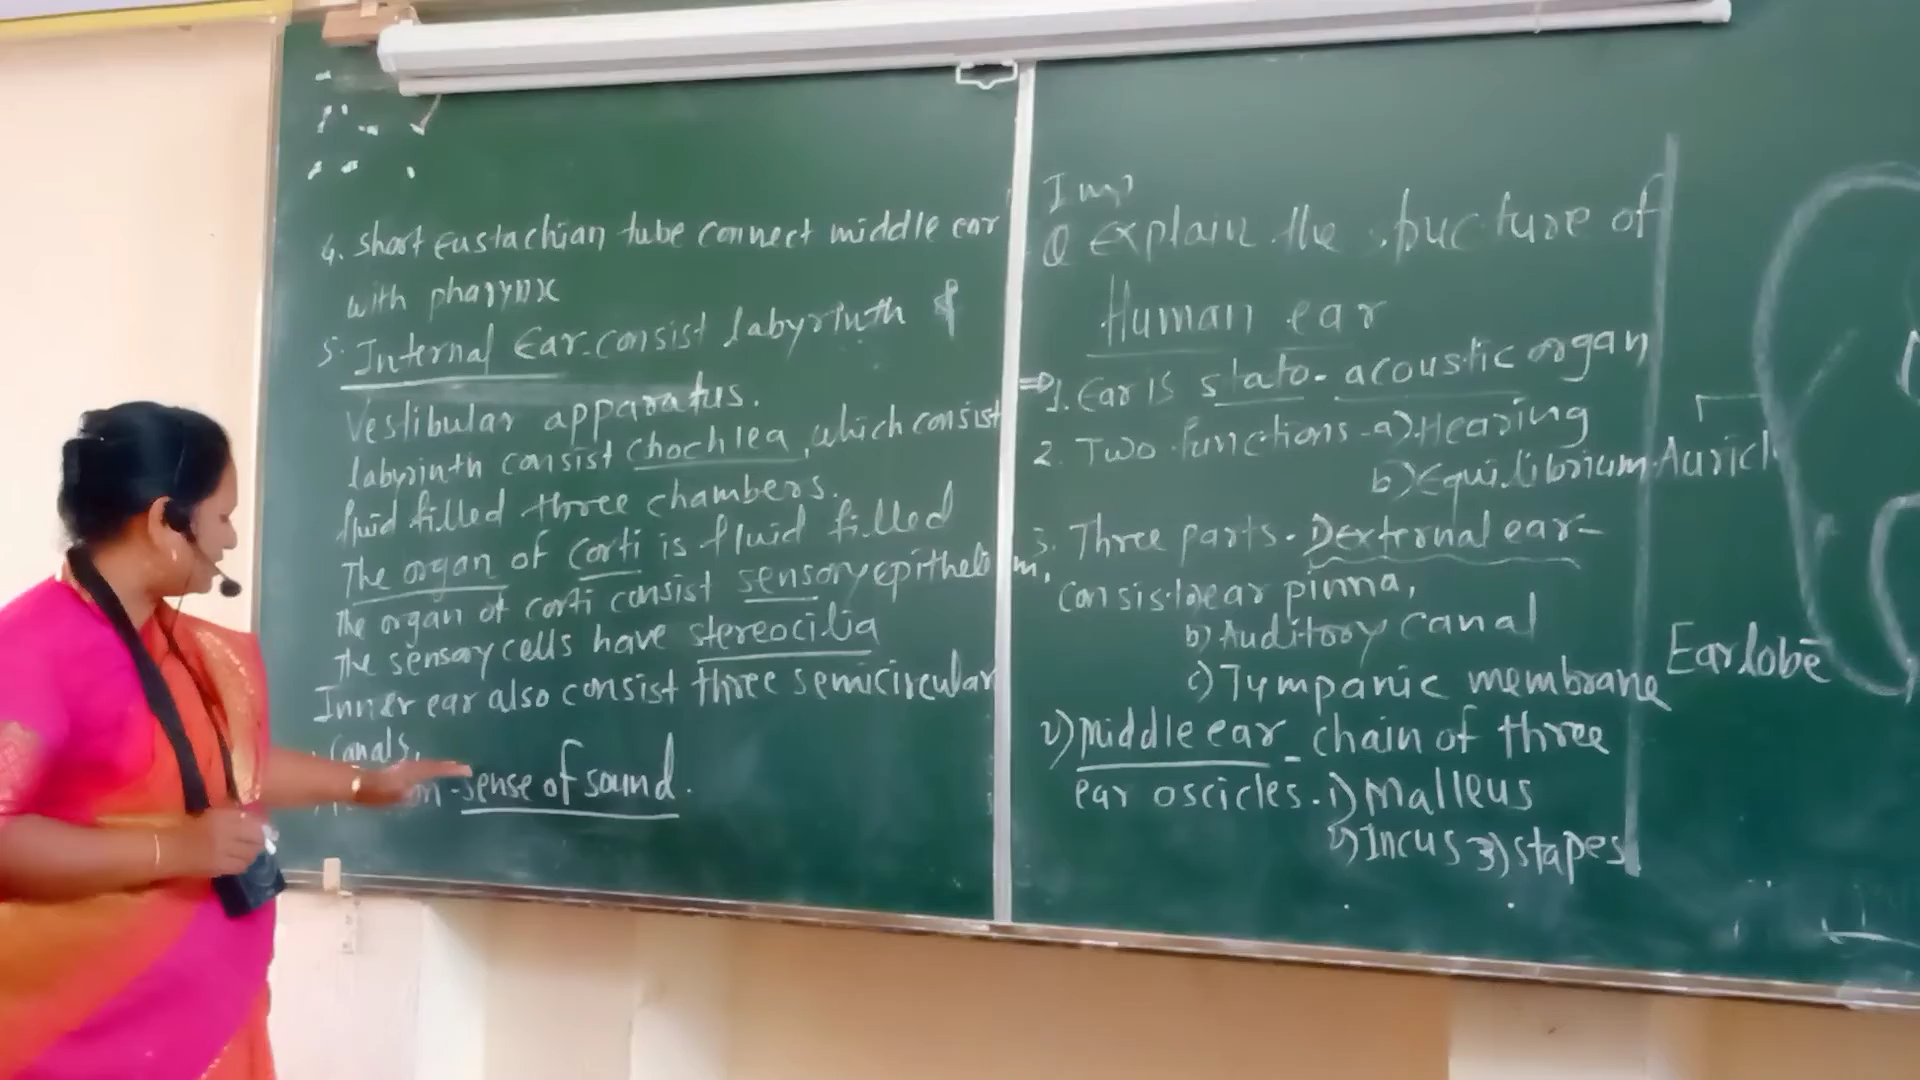 4. Short Eustachian tube connect middle ear
with pharynx
5. Internal Ear-consist labyrinth &
Vestibular apparatus.
labyrinth consist chochlea, which consist
fluid filled three chambers.
The organ of corti is fluid filled
The organ of corti consist sensory epithelim.
The sensory cells have stereocilia
Inner ear also consist three semicircular
canals.
-sense of sound.
Imp
Q Explain the structure of
Human ear
⇒1. Ear is stato-acoustic organ
2. Two functions-a) Hearing
b) Equilibrium
3. Three parts-1) external ear-
consist a) ear pinna,
b) Auditory canal
c) Tympanic membrane
2) Middle ear - chain of three
ear oscicles. 1) Malleus
2) Incus 3) stapes
Earlobe